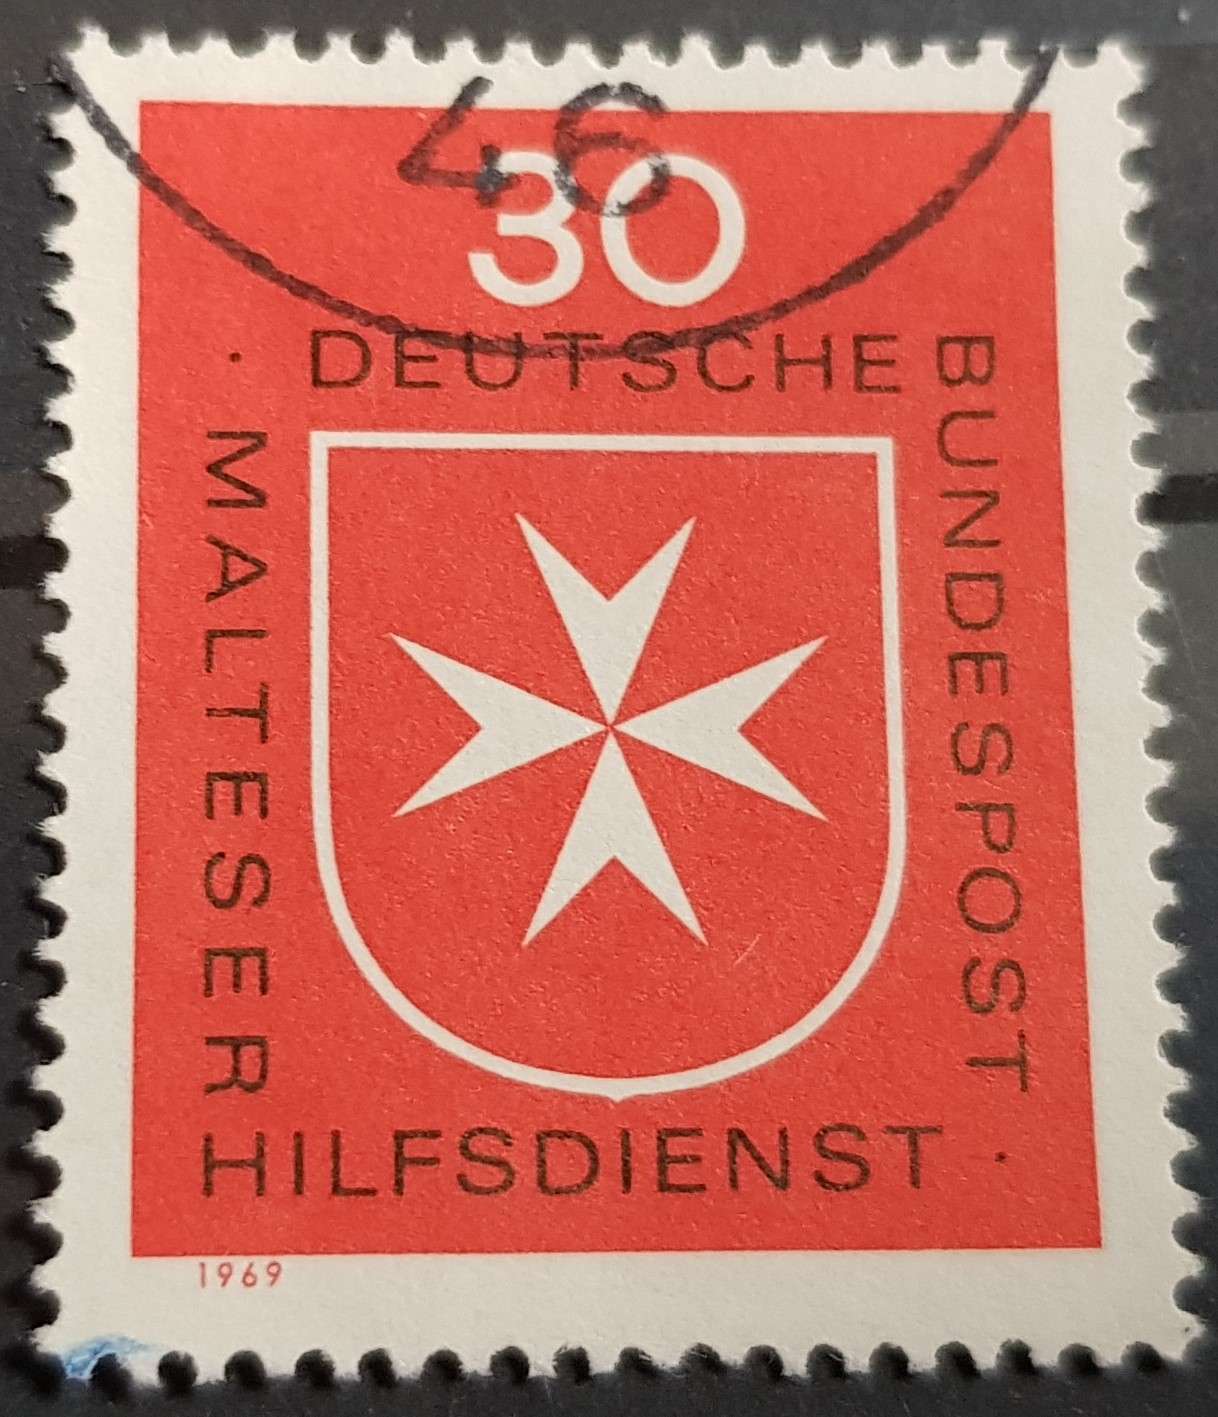 46
30
DEUTSCHE
BUNDESPOST
MALTESER
HILFSDIENST
1969